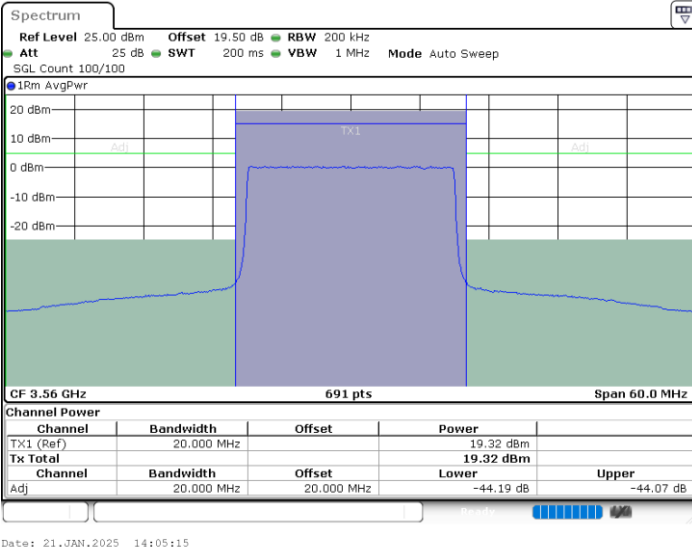 Spectrum
Ref Level 25.00 dBm Offset 19.50 dB RBW 200 kHz
Att 25 dB SWT 200 ms VBW 1 MHz Mode Auto Sweep
SGL Count 100/100
1Rm AvgPwr
20 dBm
TX1
10 dBm
Adj Adj
0 dBm
-10 dBm
-20 dBm
CF 3.56 GHz 691 pts Span 60.0 MHz
Channel Power
Channel Bandwidth Offset Power
TX1 (Ref) 20.000 MHz 19.32 dBm
Tx Total 19.32 dBm
Channel Bandwidth Offset Lower Upper
Adj 20.000 MHz 20.000 MHz -44.19 dB -44.07 dB
Ready
Date: 21.JAN.2025 14:05:15